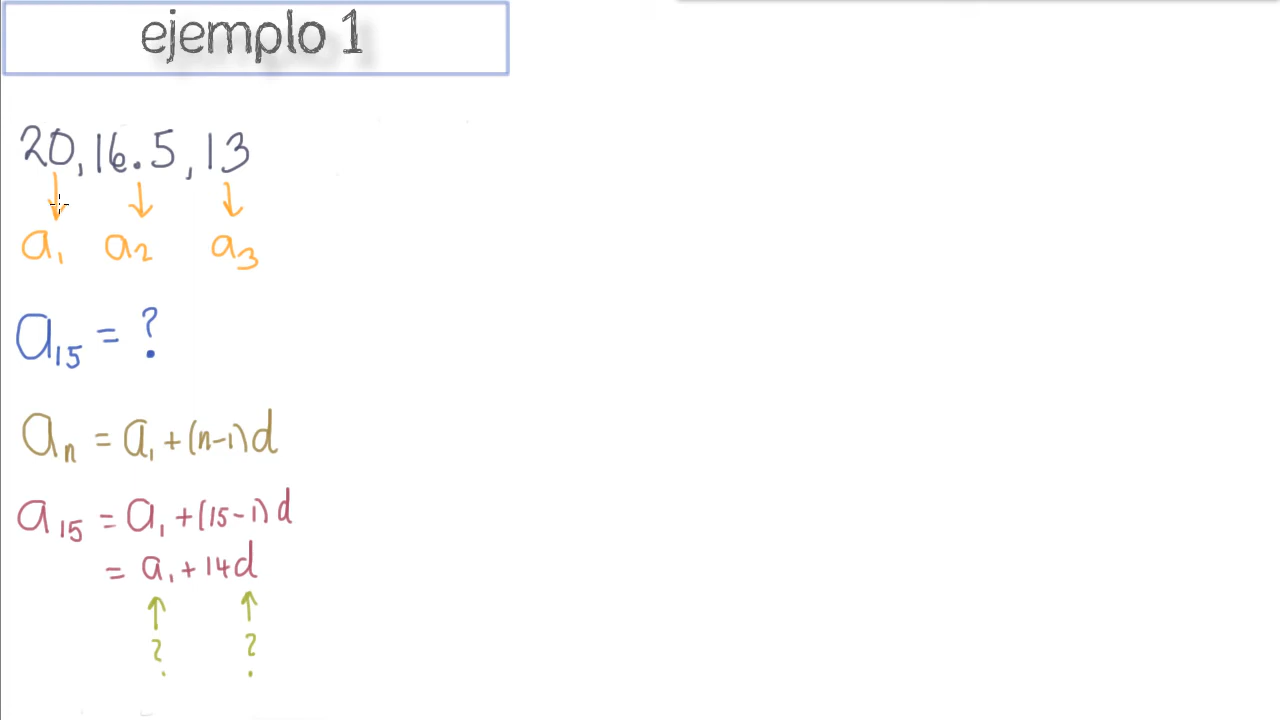 ejemplo 1
20, 16.5, 13
a₁ a₂ a₃
a₁₅ = ?
aₙ = a₁ + (n-1)d
a₁₅ = a₁ + (15-1)d
= a₁ + 14d
? ?